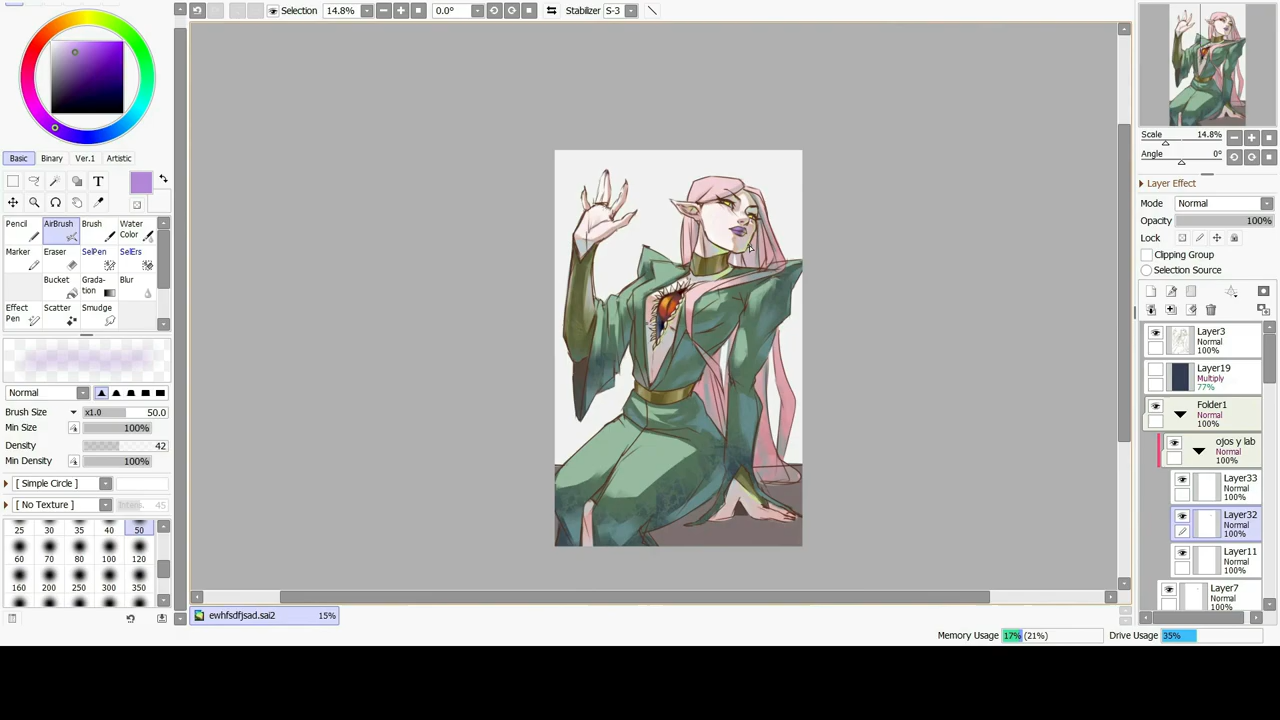 Selection 14.8% 0.0° Stabilizer S-3
Basic Binary Ver.1 Artistic
T
Pencil AirBrush Brush Water Color
Marker Eraser SelPen SelErs
Bucket Grada-tion Blur
Effect Pen Scatter Smudge
Normal
Brush Size x1.0 50.0
Min Size 100%
Density 42
Min Density 100%
[ Simple Circle ]
[ No Texture ] 45
25 30 35 40 50
60 70 80 100 120
160 200 250 300 350
ewhfsdfjsad.sai2 15%
Memory Usage 17% (21%) Drive Usage 35%
Scale 14.8%
Angle 0°
Layer Effect
Mode Normal
Opacity 100%
Lock
Clipping Group
Selection Source
Layer3
Normal
100%
Layer19
Multiply
77%
Folder1
Normal
100%
ojos y lab
Normal
100%
Layer33
Normal
100%
Layer32
Normal
100%
Layer11
Normal
100%
Layer7
Normal
100%